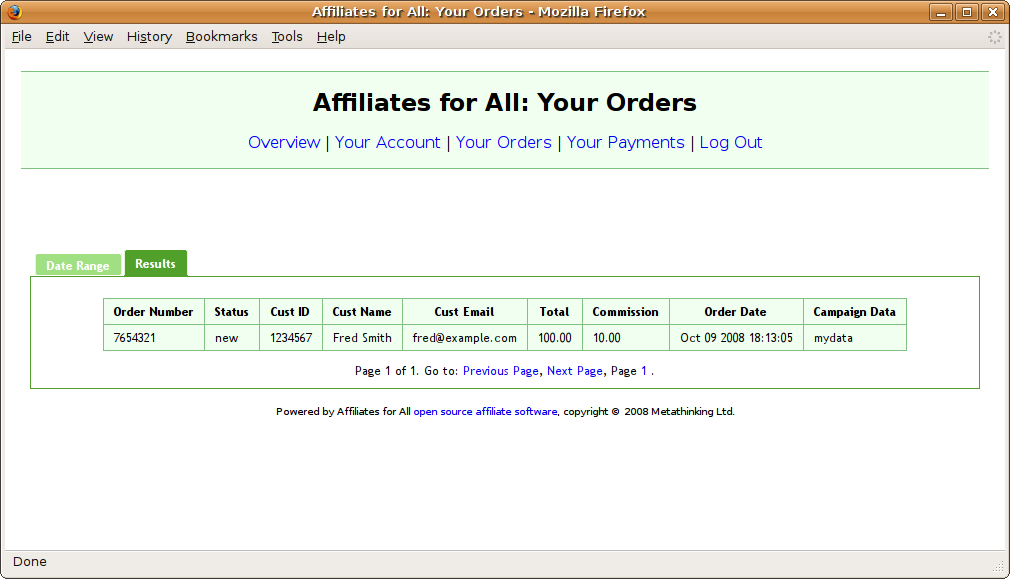 Affiliates for All: Your Orders - Mozilla Firefox
File Edit View History Bookmarks Tools Help
Affiliates for All: Your Orders
Overview | Your Account | Your Orders | Your Payments | Log Out
Date Range Results
Order Number Status Cust ID Cust Name Cust Email Total Commission Order Date Campaign Data
7654321 new 1234567 Fred Smith fred@example.com 100.00 10.00 Oct 09 2008 18:13:05 mydata
Page 1 of 1. Go to: Previous Page, Next Page, Page 1 .
Powered by Affiliates for All open source affiliate software, copyright © 2008 Metathinking Ltd.
Done